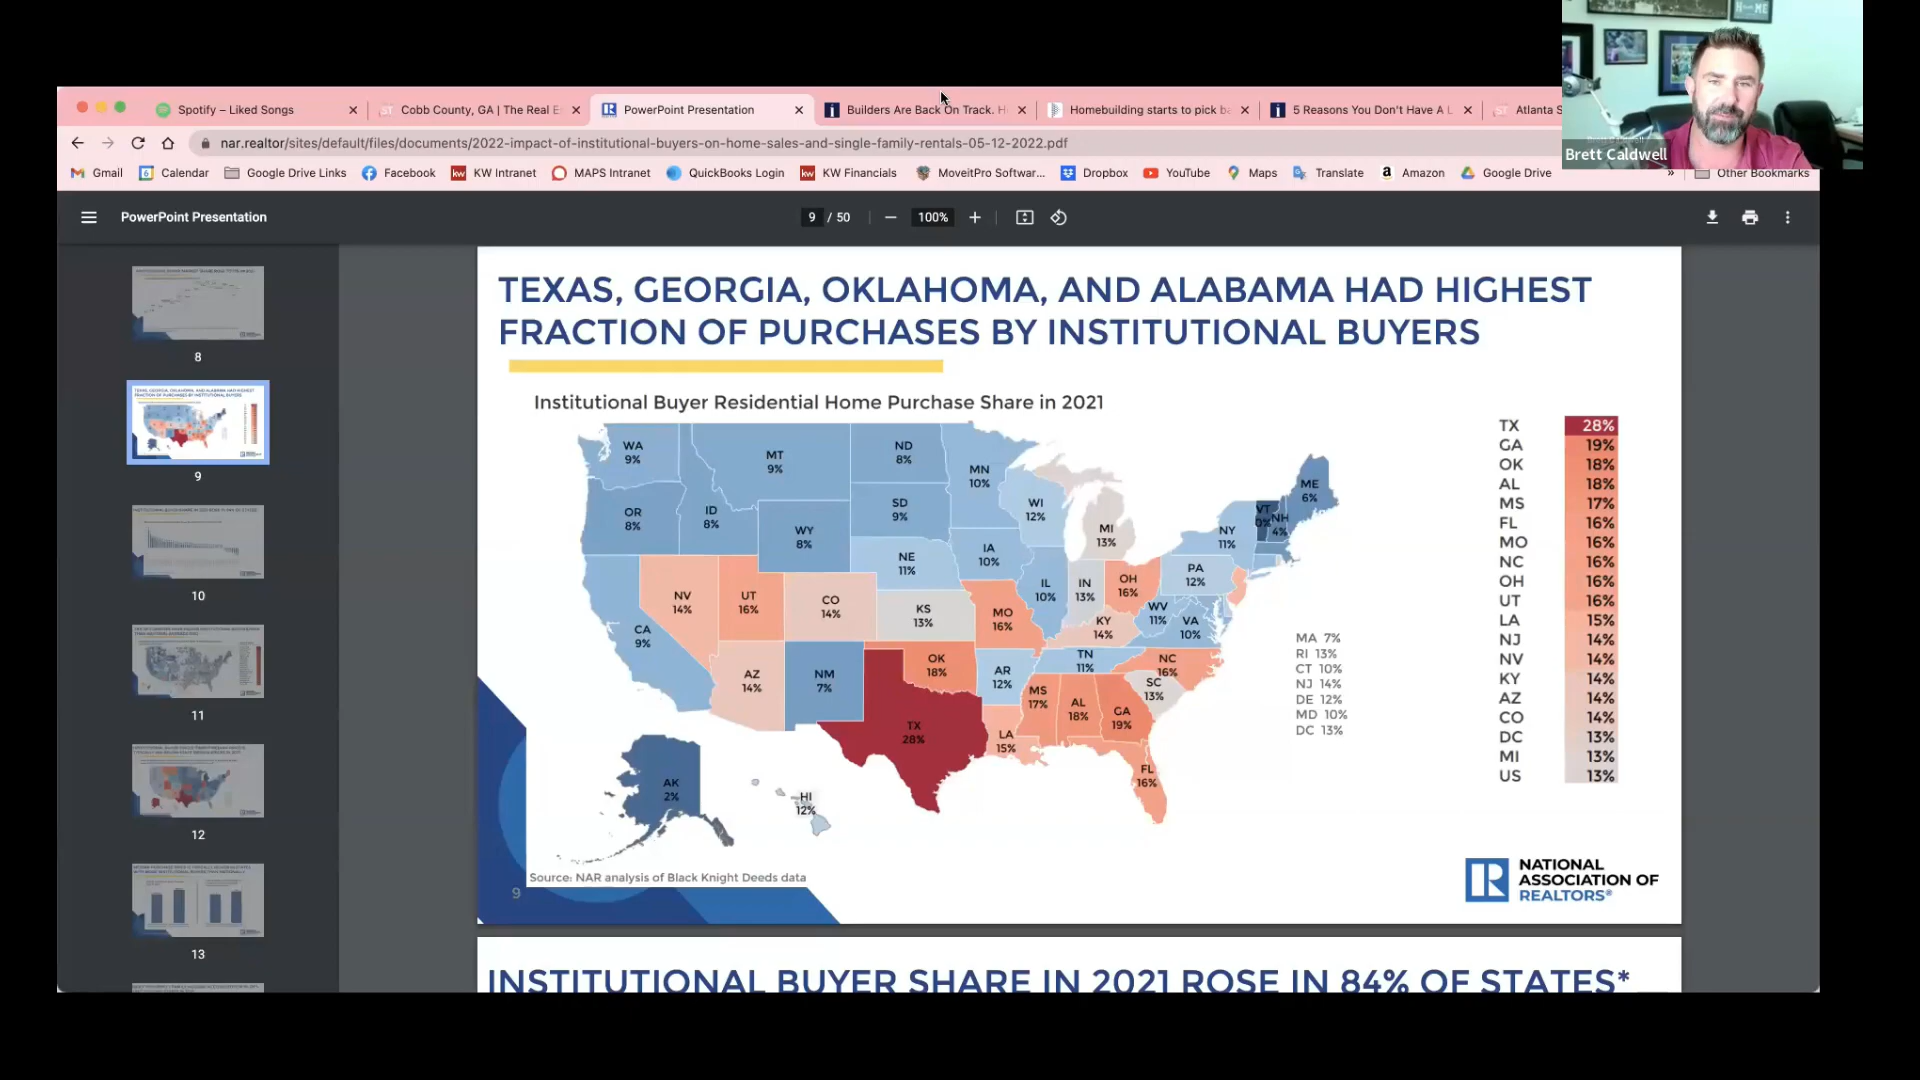 Spotify – Liked Songs
Cobb County, GA | The Real E
PowerPoint Presentation
Builders Are Back On Track. H
Homebuilding starts to pick b
5 Reasons You Don't Have A L
Atlanta S
nar.realtor/sites/default/files/documents/2022-impact-of-institutional-buyers-on-home-sales-and-single-family-rentals-05-12-2022.pdf
Brett Caldwell
Gmail
Calendar
Google Drive Links
Facebook
KW Intranet
MAPS Intranet
QuickBooks Login
KW Financials
MoveitPro Softwar...
Dropbox
YouTube
Maps
Translate
Amazon
Google Drive
»
Other Bookmarks
PowerPoint Presentation
9 / 50
100%
8
9
10
11
12
13
TEXAS, GEORGIA, OKLAHOMA, AND ALABAMA HAD HIGHEST
FRACTION OF PURCHASES BY INSTITUTIONAL BUYERS
Institutional Buyer Residential Home Purchase Share in 2021
WA
9%
MT
9%
ND
8%
MN
10%
OR
8%
ID
8%
WY
8%
SD
9%
WI
12%
MI
13%
NY
11%
VT
0%
NH
4%
ME
6%
NE
11%
IA
10%
PA
12%
NV
14%
UT
16%
CO
14%
KS
13%
MO
16%
IL
10%
IN
13%
OH
16%
WV
11%
VA
10%
KY
14%
CA
9%
AZ
14%
NM
7%
OK
18%
AR
12%
TN
11%
NC
16%
SC
13%
TX
28%
LA
15%
MS
17%
AL
18%
GA
19%
FL
16%
AK
2%
HI
12%
MA 7%
RI 13%
CT 10%
NJ 14%
DE 12%
MD 10%
DC 13%
TX 28%
GA 19%
OK 18%
AL 18%
MS 17%
FL 16%
MO 16%
NC 16%
OH 16%
UT 16%
LA 15%
NJ 14%
NV 14%
KY 14%
AZ 14%
CO 14%
DC 13%
MI 13%
US 13%
Source: NAR analysis of Black Knight Deeds data
9
NATIONAL
ASSOCIATION OF
REALTORS®
INSTITUTIONAL BUYER SHARE IN 2021 ROSE IN 84% OF STATES*